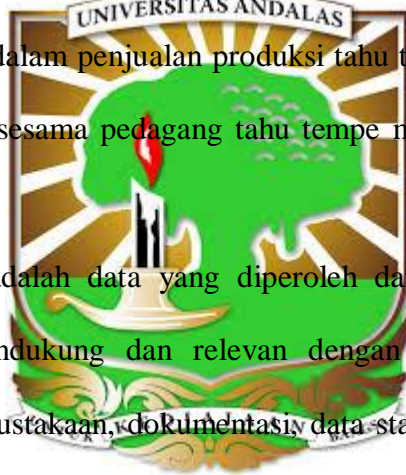 UNIVERSITAS ANDALAS
dalam penjualan produksi tahu t
sesama pedagang tahu tempe m
adalah data yang diperoleh da
ndukung dan relevan dengan
ustakaan, dokumentasi, data sta